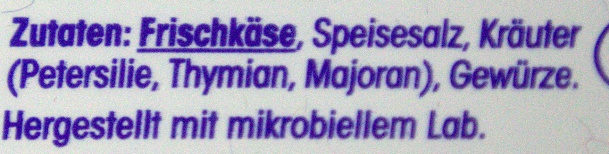 Zutaten: Frischkäse, Speisesalz, Kräuter
(Petersilie, Thymian, Majoran), Gewürze.
Hergestellt mit mikrobiellem Lab.